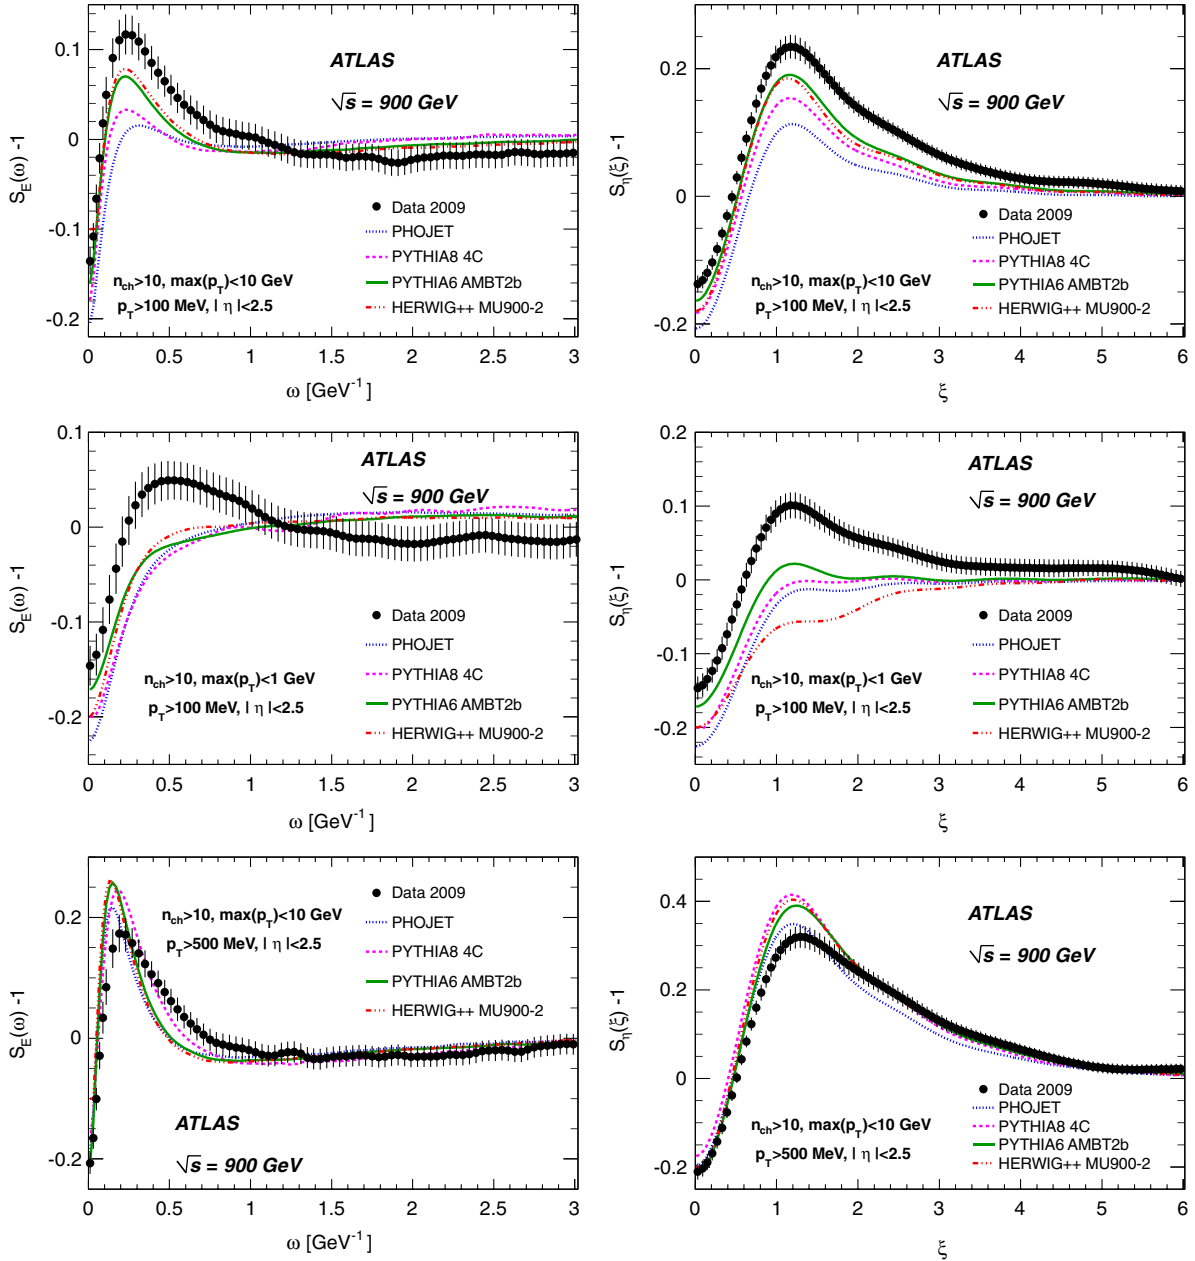 S_E(ω) -1
0.1
0
-0.1
-0.2
ATLAS
√s = 900 GeV
Data 2009
PHOJET
PYTHIA8 4C
PYTHIA6 AMBT2b
HERWIG++ MU900-2
n_ch>10, max(p_T)<10 GeV
p_T>100 MeV, | η |<2.5
0 0.5 1 1.5 2 2.5 3
ω [GeV⁻¹]
S_η(ξ) -1
0.2
0
-0.2
ATLAS
√s = 900 GeV
Data 2009
PHOJET
PYTHIA8 4C
PYTHIA6 AMBT2b
HERWIG++ MU900-2
n_ch>10, max(p_T)<10 GeV
p_T>100 MeV, | η |<2.5
0 1 2 3 4 5 6
ξ
S_E(ω) -1
0.1
0
-0.1
-0.2
ATLAS
√s = 900 GeV
Data 2009
PHOJET
PYTHIA8 4C
PYTHIA6 AMBT2b
HERWIG++ MU900-2
n_ch>10, max(p_T)<1 GeV
p_T>100 MeV, | η |<2.5
0 0.5 1 1.5 2 2.5 3
ω [GeV⁻¹]
S_η(ξ) -1
0.2
0.1
0
-0.1
-0.2
ATLAS
√s = 900 GeV
Data 2009
PHOJET
PYTHIA8 4C
PYTHIA6 AMBT2b
HERWIG++ MU900-2
n_ch>10, max(p_T)<1 GeV
p_T>100 MeV, | η |<2.5
0 1 2 3 4 5 6
ξ
S_E(ω) -1
0.2
0
-0.2
n_ch>10, max(p_T)<10 GeV
p_T>500 MeV, | η |<2.5
Data 2009
PHOJET
PYTHIA8 4C
PYTHIA6 AMBT2b
HERWIG++ MU900-2
ATLAS
√s = 900 GeV
0 0.5 1 1.5 2 2.5 3
ω [GeV⁻¹]
S_η(ξ) -1
0.4
0.2
0
-0.2
ATLAS
√s = 900 GeV
Data 2009
PHOJET
PYTHIA8 4C
PYTHIA6 AMBT2b
HERWIG++ MU900-2
n_ch>10, max(p_T)<10 GeV
p_T>500 MeV, | η |<2.5
0 1 2 3 4 5 6
ξ